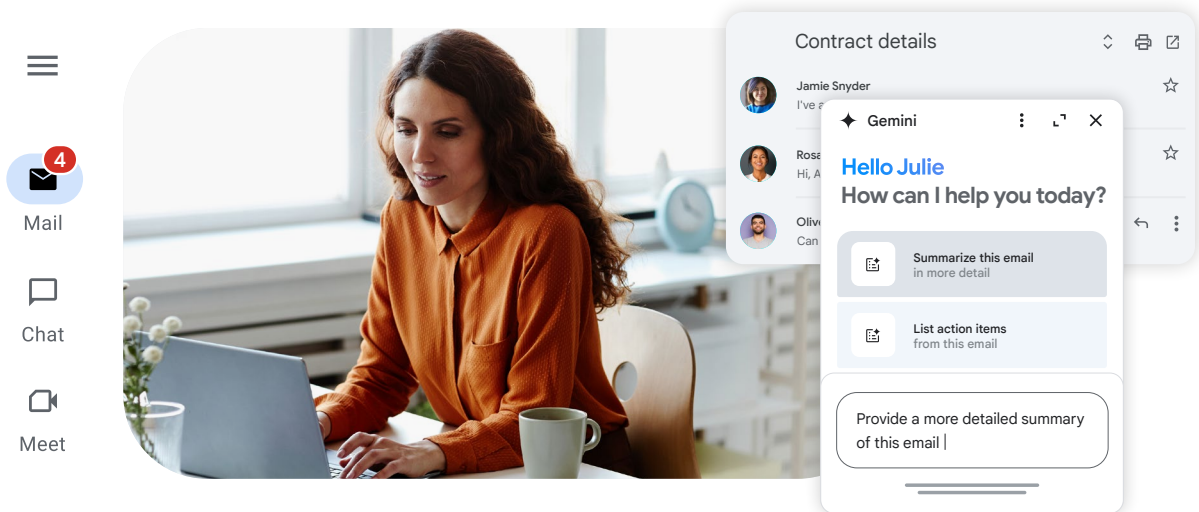 4
Mail
Chat
Meet
Contract details
Jamie Snyder
I've a
Rosa
Hi, A
Olive
Can
Gemini
Hello Julie
How can I help you today?
Summarize this email
in more detail
List action items
from this email
Provide a more detailed summary
of this email